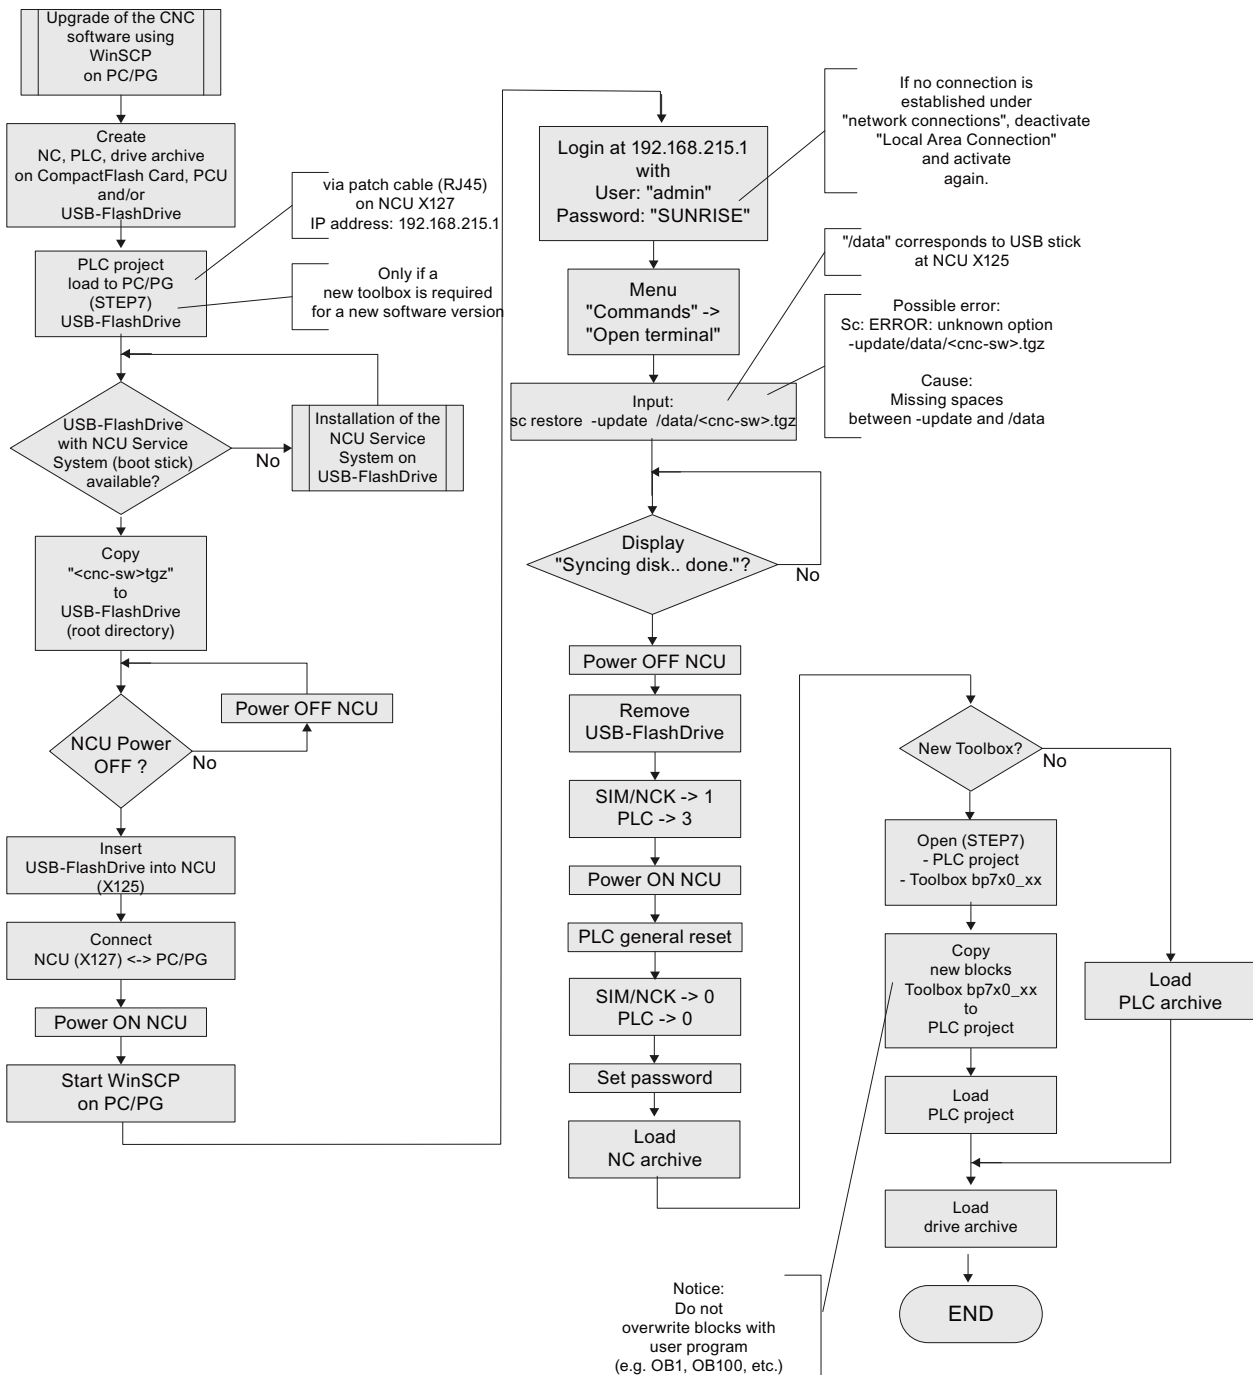 Upgrade of the CNC
software using
WinSCP
on PC/PG
Create
NC, PLC, drive archive
on CompactFlash Card, PCU
and/or
USB-FlashDrive
via patch cable (RJ45)
on NCU X127
IP address: 192.168.215.1
PLC project
load to PC/PG
(STEP7)
USB-FlashDrive
Only if a
new toolbox is required
for a new software version
USB-FlashDrive
with NCU Service
System (boot stick)
available?
No
Installation of the
NCU Service
System on
USB-FlashDrive
Copy
"<cnc-sw>tgz"
to
USB-FlashDrive
(root directory)
Power OFF NCU
NCU Power
OFF ?
No
Insert
USB-FlashDrive into NCU
(X125)
Connect
NCU (X127) <-> PC/PG
Power ON NCU
Start WinSCP
on PC/PG
Login at 192.168.215.1
with
User: "admin"
Password: "SUNRISE"
If no connection is
established under
"network connections", deactivate
"Local Area Connection"
and activate
again.
Menu
"Commands" ->
"Open terminal"
"/data" corresponds to USB stick
at NCU X125
Input:
sc restore -update /data/<cnc-sw>.tgz
Possible error:
Sc: ERROR: unknown option
-update/data/<cnc-sw>.tgz
Cause:
Missing spaces
between -update and /data
Display
"Syncing disk.. done."?
No
Power OFF NCU
Remove
USB-FlashDrive
SIM/NCK -> 1
PLC -> 3
Power ON NCU
PLC general reset
SIM/NCK -> 0
PLC -> 0
Set password
Load
NC archive
New Toolbox?
No
Open (STEP7)
- PLC project
- Toolbox bp7x0_xx
Copy
new blocks
Toolbox bp7x0_xx
to
PLC project
Load
PLC archive
Load
PLC project
Load
drive archive
END
Notice:
Do not
overwrite blocks with
user program
(e.g. OB1, OB100, etc.)